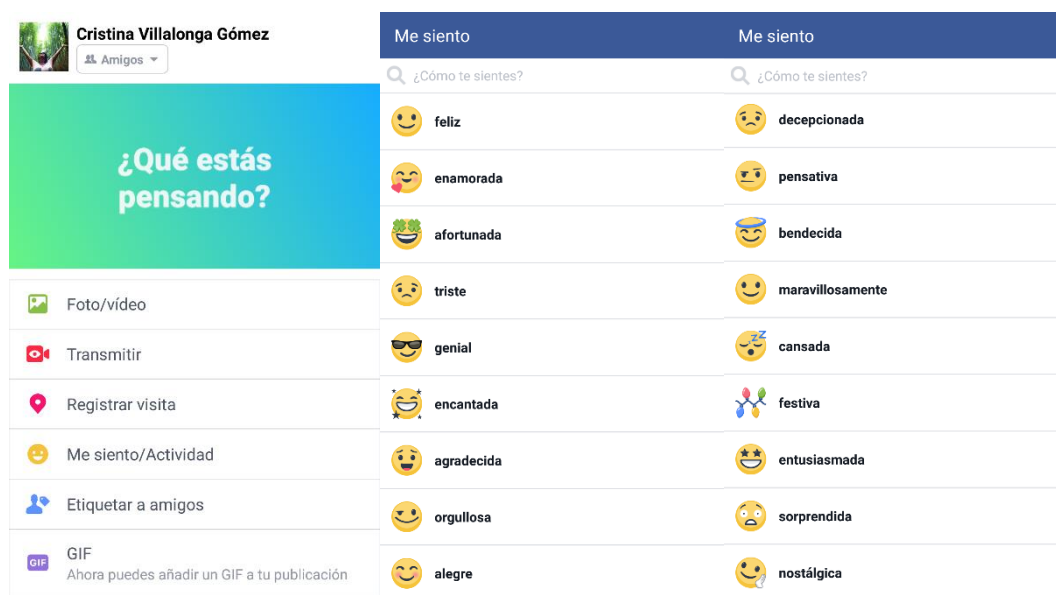 Cristina Villalonga Gómez
Amigos
¿Qué estás
pensando?
Foto/vídeo
Transmitir
Registrar visita
Me siento/Actividad
Etiquetar a amigos
GIF
GIF
Ahora puedes añadir un GIF a tu publicación
Me siento
¿Cómo te sientes?
feliz
enamorada
afortunada
triste
genial
encantada
agradecida
orgullosa
alegre
Me siento
¿Cómo te sientes?
decepcionada
pensativa
bendecida
maravillosamente
cansada
festiva
entusiasmada
sorprendida
nostálgica